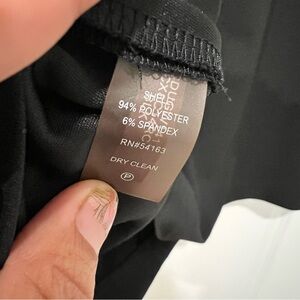 SHELL
94% POLYESTER
6% SPANDEX
RN#54163
DRY CLEAN
P